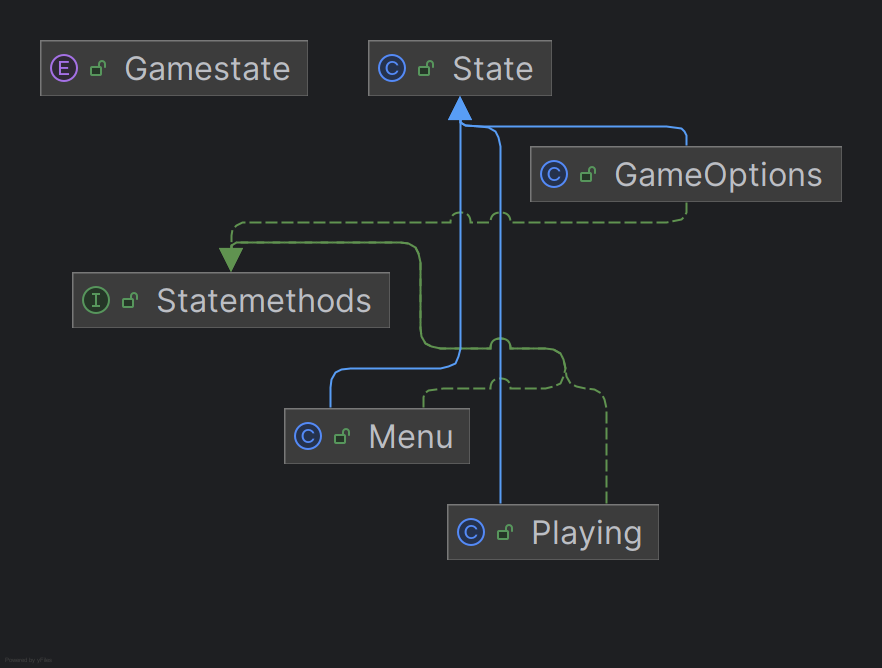 E Gamestate
C State
C GameOptions
I Statemethods
C Menu
C Playing
Powered by yFiles